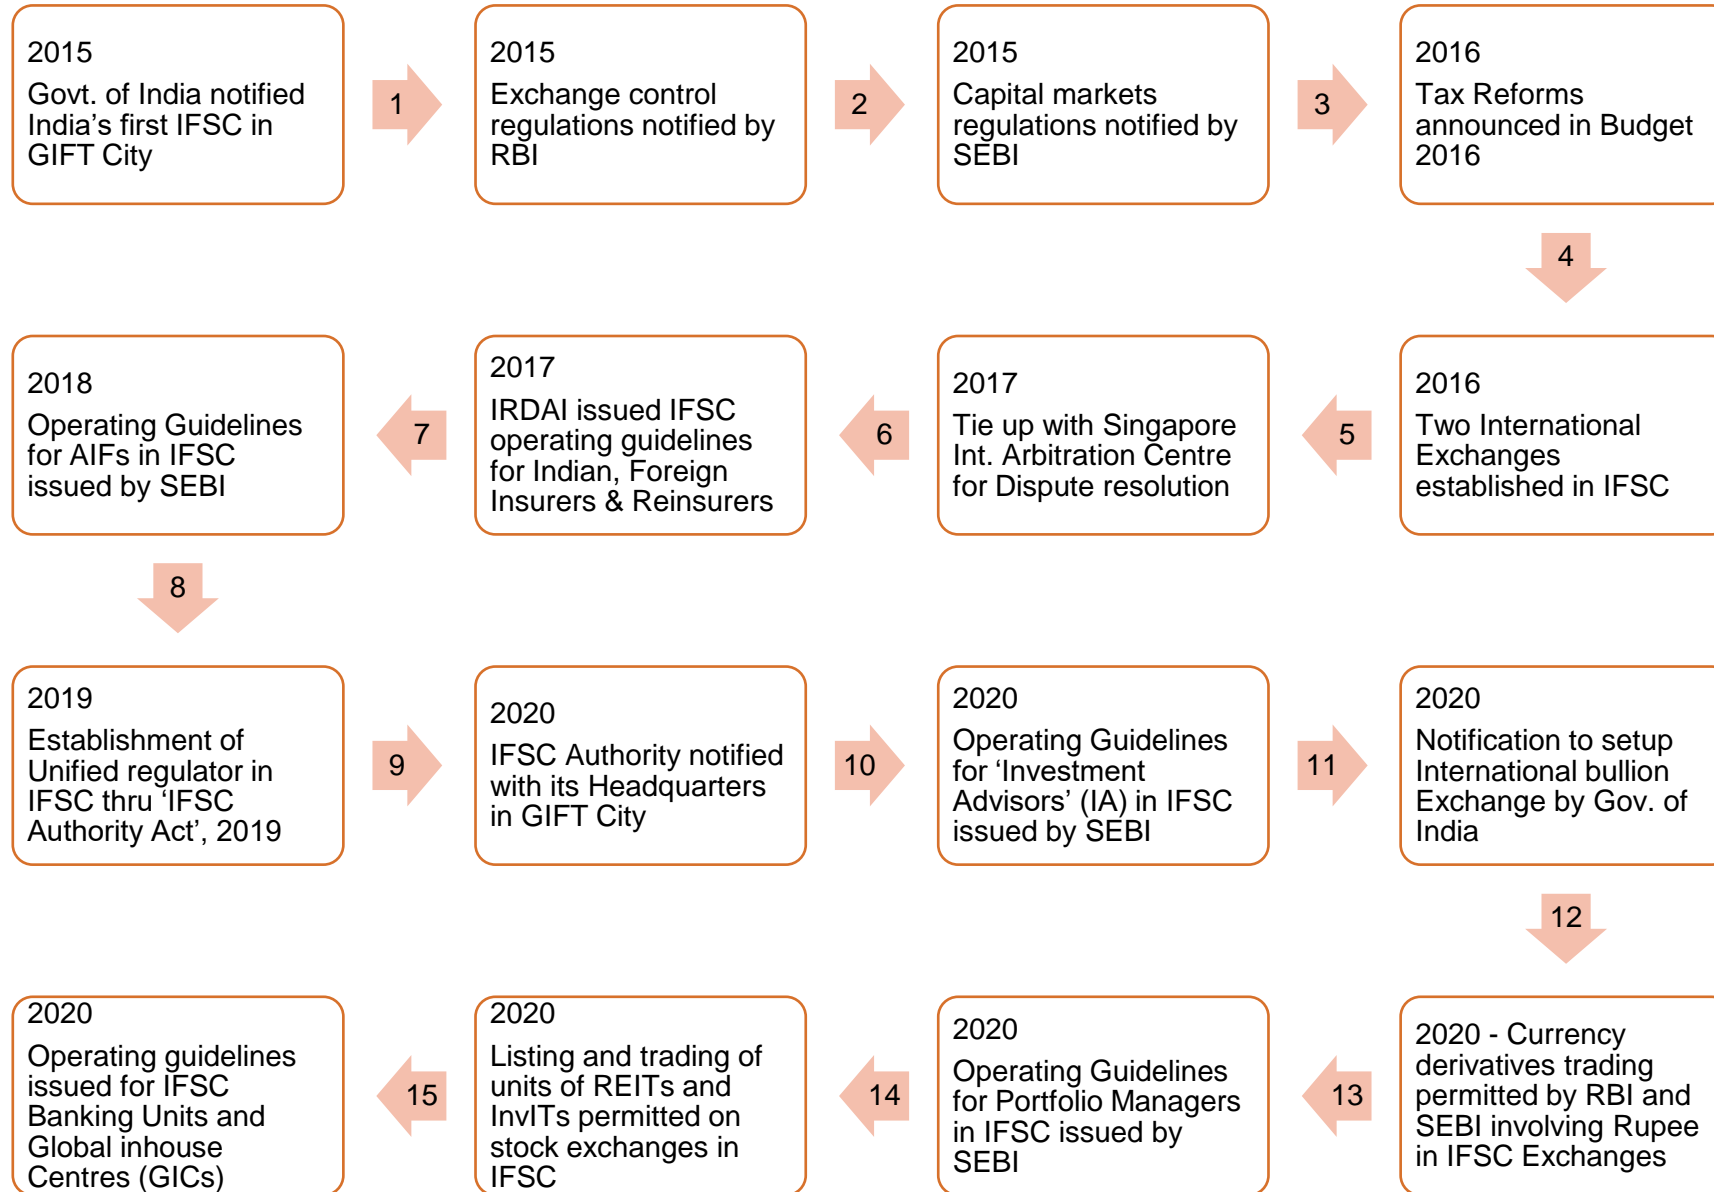 2015
Govt. of India notified
India's first IFSC in
GIFT City
1
2015
Exchange control
regulations notified by
RBI
2
2015
Capital markets
regulations notified by
SEBI
3
2016
Tax Reforms
announced in Budget
2016
4
2016
Two International
Exchanges
established in IFSC
5
2017
Tie up with Singapore
Int. Arbitration Centre
for Dispute resolution
6
2017
IRDAI issued IFSC
operating guidelines
for Indian, Foreign
Insurers & Reinsurers
7
2018
Operating Guidelines
for AIFs in IFSC
issued by SEBI
8
2019
Establishment of
Unified regulator in
IFSC thru ‘IFSC
Authority Act’, 2019
9
2020
IFSC Authority notified
with its Headquarters
in GIFT City
10
2020
Operating Guidelines
for ‘Investment
Advisors’ (IA) in IFSC
issued by SEBI
11
2020
Notification to setup
International bullion
Exchange by Gov. of
India
12
2020 - Currency
derivatives trading
permitted by RBI and
SEBI involving Rupee
in IFSC Exchanges
13
2020
Operating Guidelines
for Portfolio Managers
in IFSC issued by
SEBI
14
2020
Listing and trading of
units of REITs and
InvITs permitted on
stock exchanges in
IFSC
15
2020
Operating guidelines
issued for IFSC
Banking Units and
Global inhouse
Centres (GICs)